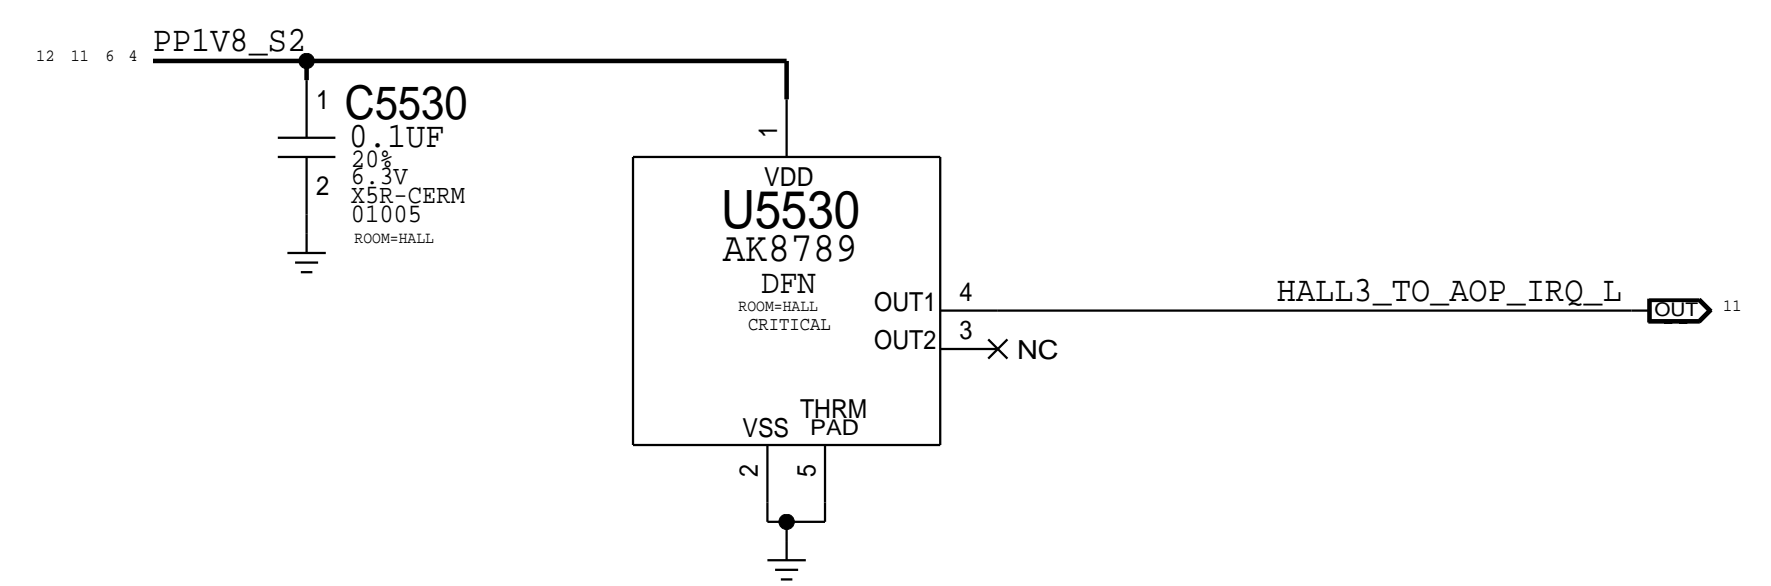 PP1V8_S2
12 11 6 4
1
C5530
0.1UF
20%
6.3V
2
X5R-CERM
01005
ROOM=HALL
1
VDD
U5530
AK8789
DFN
ROOM=HALL
CRITICAL
OUT1
4
HALL3_TO_AOP_IRQ_L
OUT
11
OUT2
3
NC
VSS
THRM
PAD
2
5